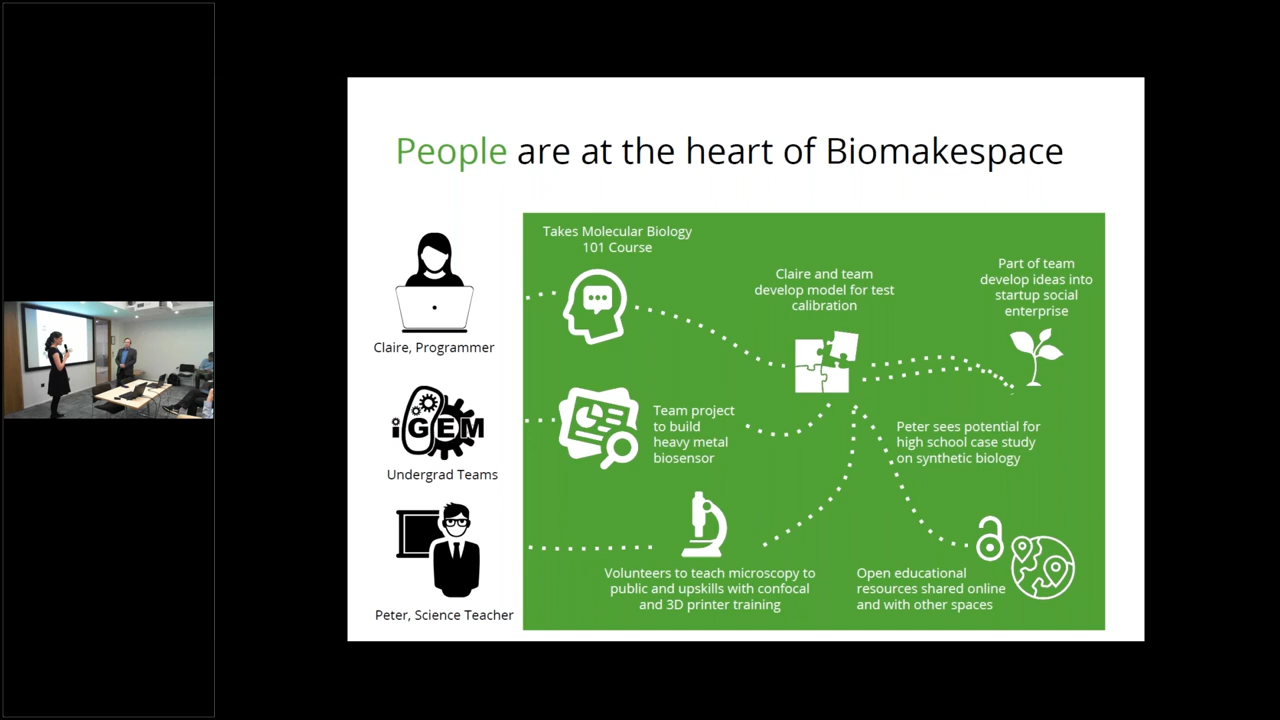 People are at the heart of Biomakespace
Takes Molecular Biology
101 Course
Claire and team
develop model for test
calibration
Part of team
develop ideas into
startup social
enterprise
Claire, Programmer
iGEM
Undergrad Teams
Team project
to build
heavy metal
biosensor
Peter sees potential for
high school case study
on synthetic biology
Volunteers to teach microscopy to
public and upskills with confocal
and 3D printer training
Open educational
resources shared online
and with other spaces
Peter, Science Teacher